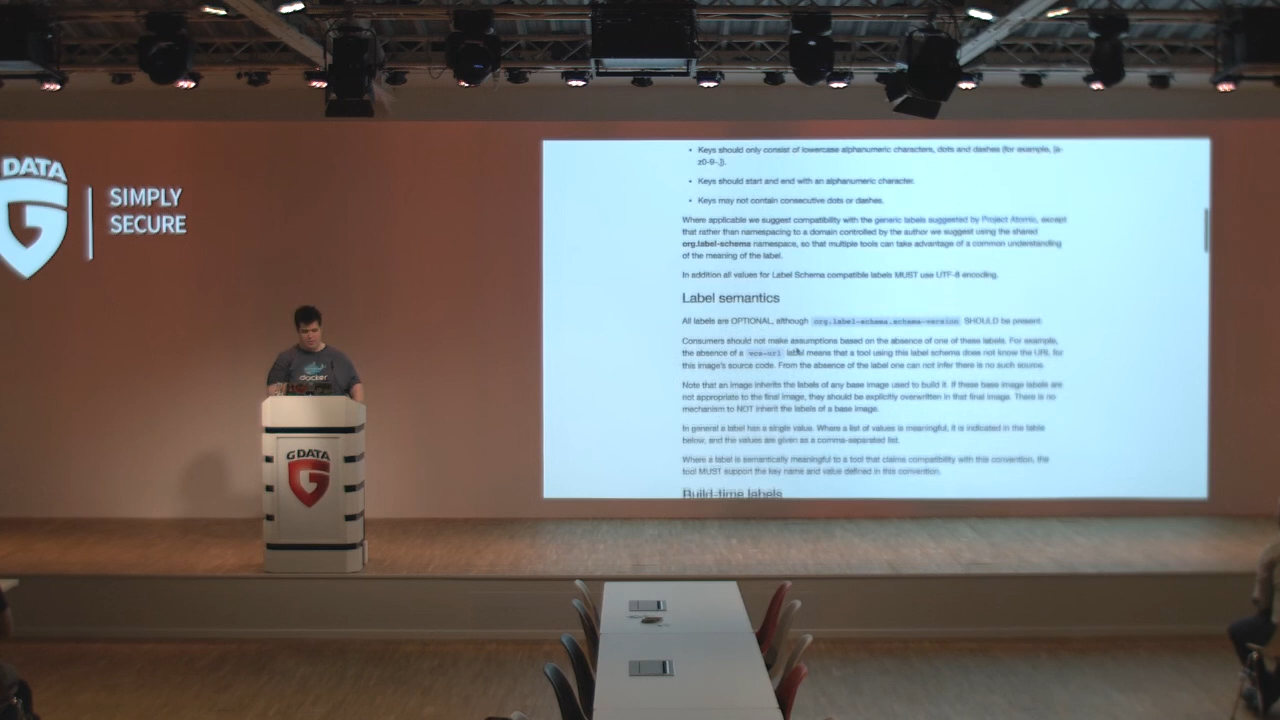 DATA
SIMPLY
SECURE
docker
G DATA
• Keys should only consist of lowercase alphanumeric characters, dots and dashes (for example, [a-
z0-9-.]).
• Keys should start and end with an alphanumeric character.
• Keys may not contain consecutive dots or dashes.
Where applicable we suggest compatibility with the generic labels suggested by Project Atomic, except
that rather than namespacing to a domain controlled by the author we suggest using the shared
org.label-schema namespace, so that multiple tools can take advantage of a common understanding
of the meaning of the label.
In addition all values for Label Schema compatible labels MUST use UTF-8 encoding.
Label semantics
All labels are OPTIONAL, although org.label-schema.schema-version SHOULD be present.
Consumers should not make assumptions based on the absence of one of these labels. For example,
the absence of a vcs-url label means that a tool using this label schema does not know the URL for
this image's source code. From the absence of the label one can not infer there is no such source.
Note that an image inherits the labels of any base image used to build it. If these base image labels are
not appropriate to the final image, they should be explicitly overwritten in that final image. There is no
mechanism to NOT inherit the labels of a base image.
In general a label has a single value. Where a list of values is meaningful, it is indicated in the table
below, and the values are given as a comma-separated list.
Where a label is semantically meaningful to a tool that claims compatibility with this convention, the
tool MUST support the key name and value defined in this convention.
Build-time labels